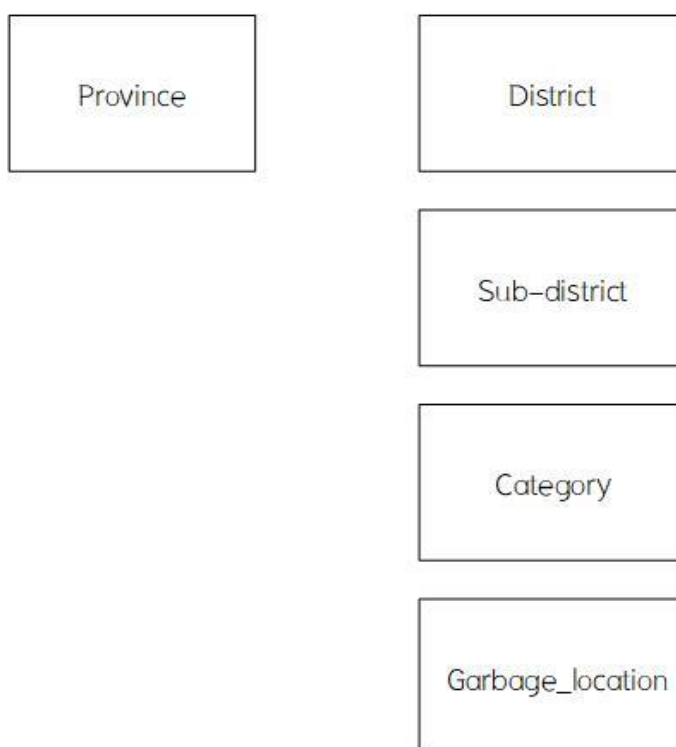 Province
District
Sub-district
Category
Garbage_location